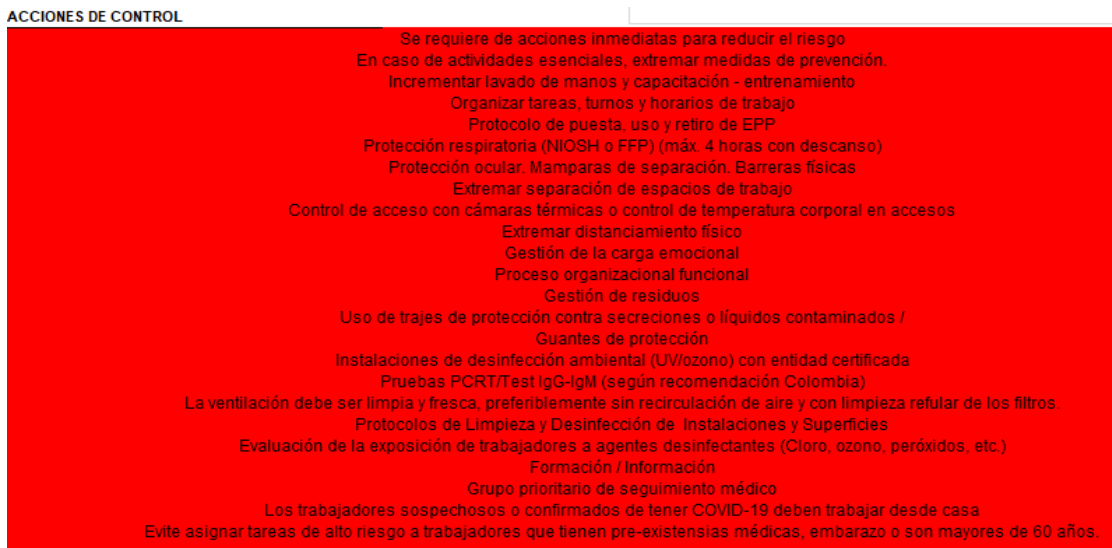 ACCIONES DE CONTROL
Se requiere de acciones inmediatas para reducir el riesgo
En caso de actividades esenciales, extremar medidas de prevención.
Incrementar lavado de manos y capacitación - entrenamiento
Organizar tareas, turnos y horarios de trabajo
Protocolo de puesta, uso y retiro de EPP
Protección respiratoria (NIOSH o FFP) (máx. 4 horas con descanso)
Protección ocular. Mamparas de separación. Barreras físicas
Extremar separación de espacios de trabajo
Control de acceso con cámaras térmicas o control de temperatura corporal en accesos
Extremar distanciamiento físico
Gestión de la carga emocional
Proceso organizacional funcional
Gestión de residuos
Uso de trajes de protección contra secreciones o líquidos contaminados /
Guantes de protección
Instalaciones de desinfección ambiental (UV/ozono) con entidad certificada
Pruebas PCRT/Test IgG-IgM (según recomendación Colombia)
La ventilación debe ser limpia y fresca, preferiblemente sin recirculación de aire y con limpieza refular de los filtros.
Protocolos de Limpieza y Desinfección de Instalaciones y Superficies
Evaluación de la exposición de trabajadores a agentes desinfectantes (Cloro, ozono, peróxidos, etc.)
Formación / Información
Grupo prioritario de seguimiento médico
Los trabajadores sospechosos o confirmados de tener COVID-19 deben trabajar desde casa
Evite asignar tareas de alto riesgo a trabajadores que tienen pre-existensias médicas, embarazo o son mayores de 60 años.